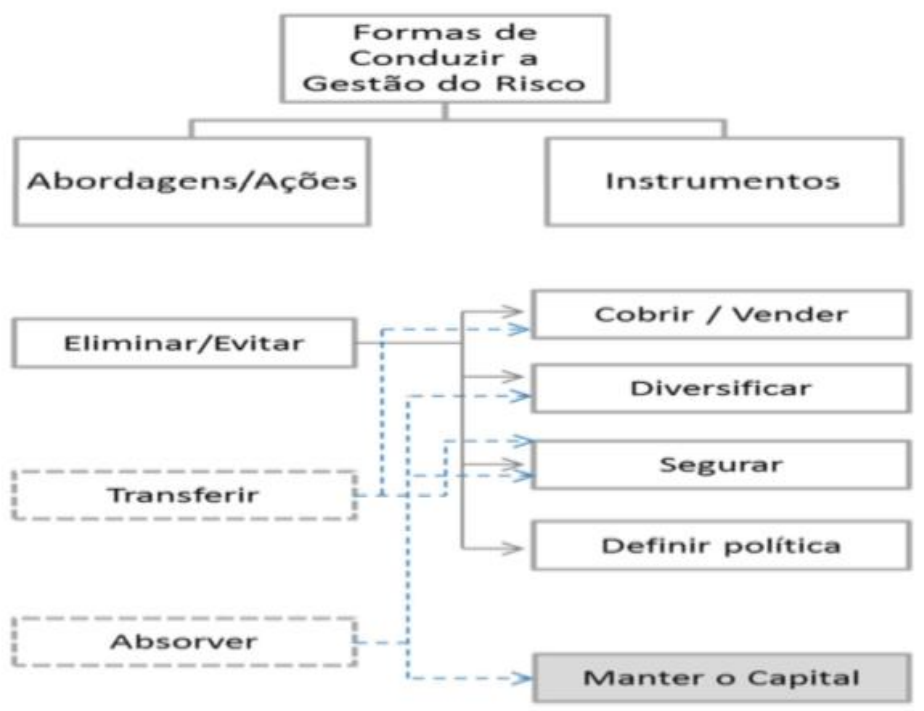 Formas de
Conduzir a
Gestão do Risco
Abordagens/Ações
Instrumentos
Eliminar/Evitar
Transferir
Absorver
Cobrir / Vender
Diversificar
Segurar
Definir política
Manter o Capital